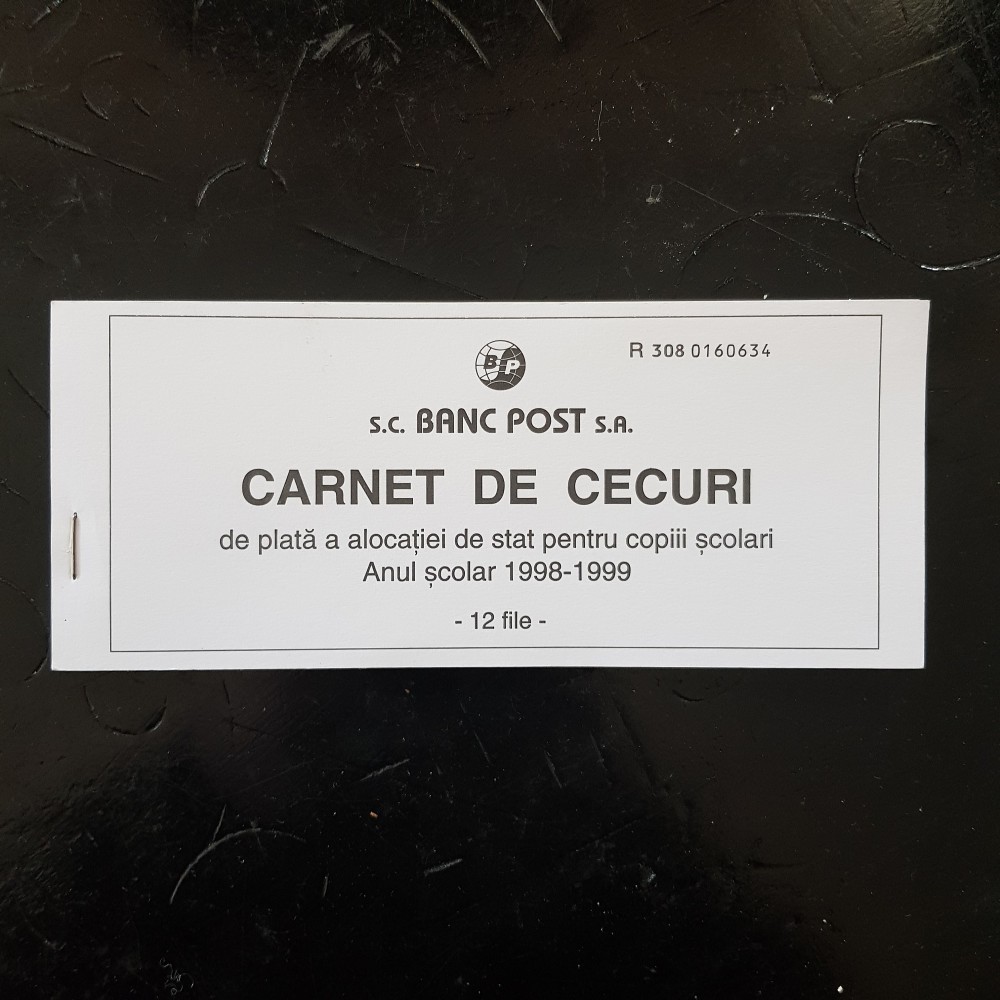 BP
R 308 0160634
S.C. BANC POST S.A.
CARNET DE CECURI
de plată a alocației de stat pentru copiii școlari
Anul școlar 1998-1999
- 12 file -